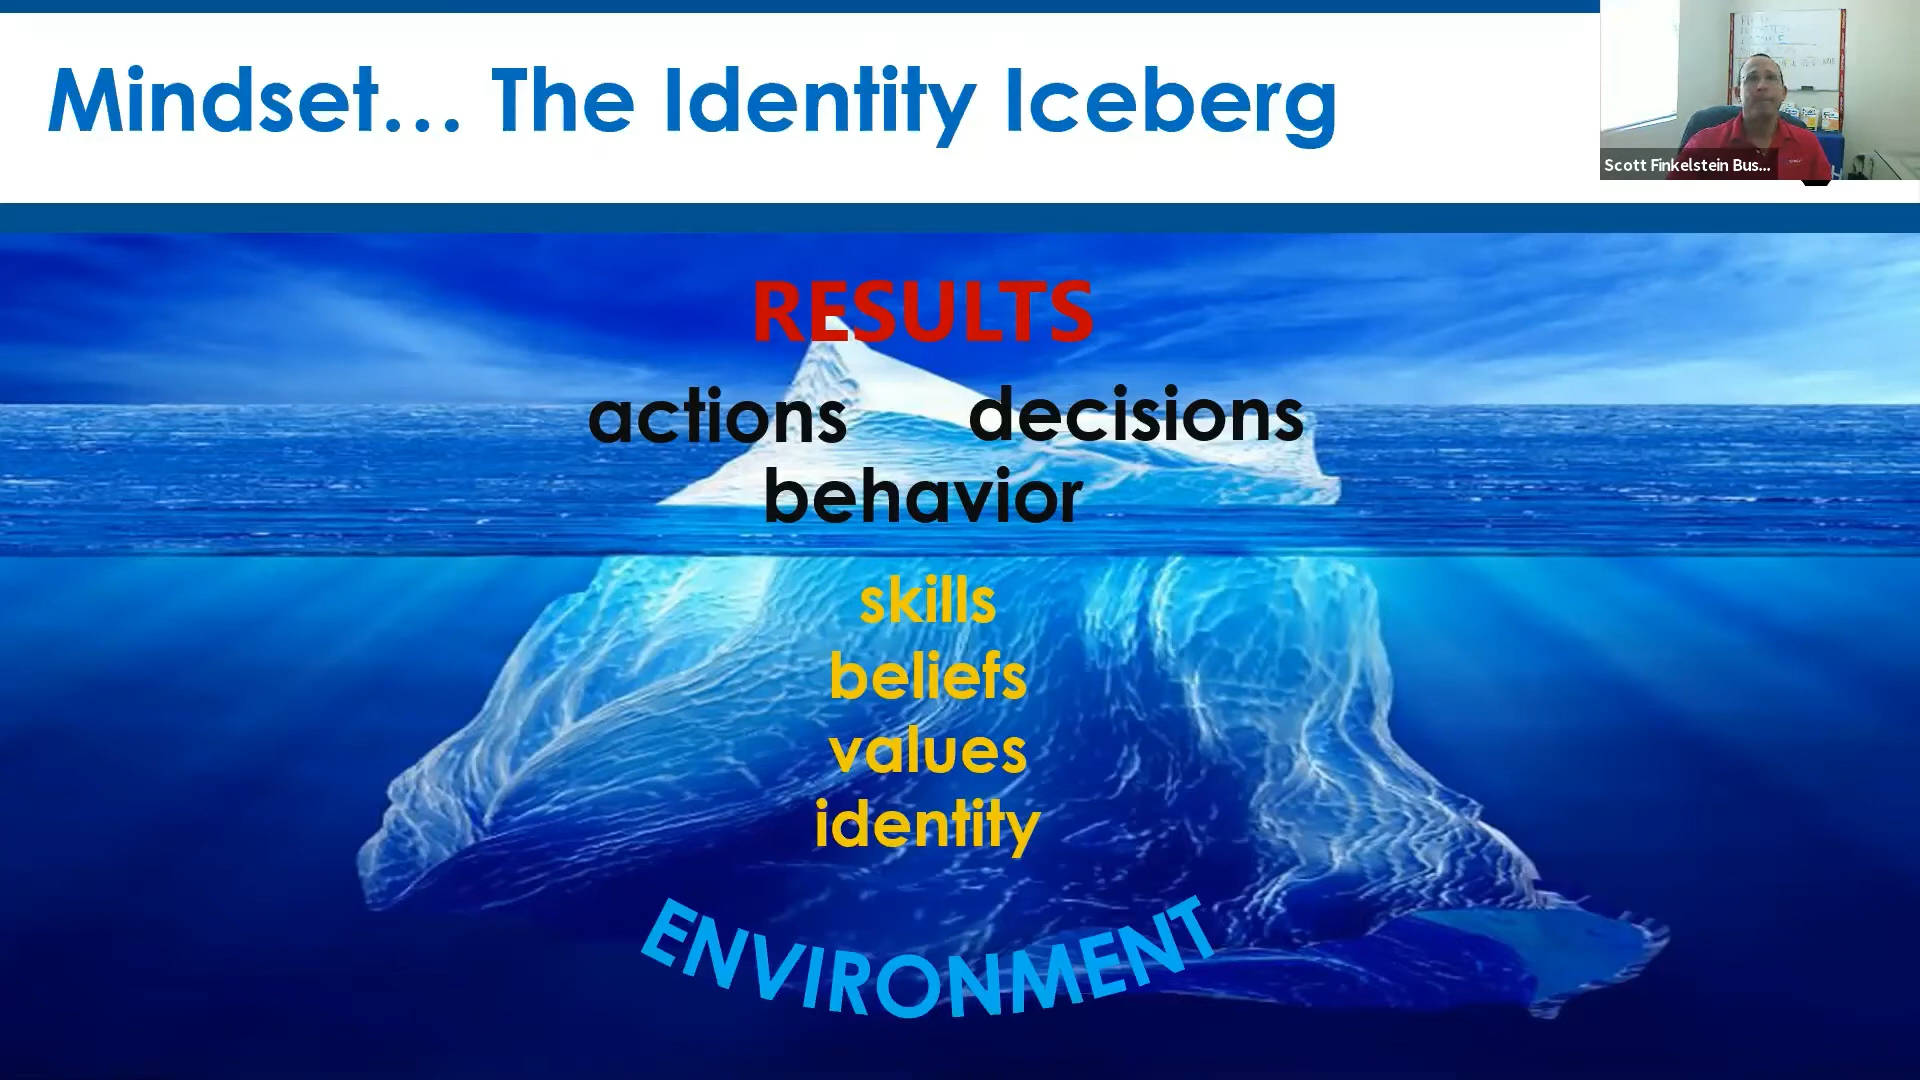 Mindset... The Identity Iceberg
Scott Finkelstein Bus...
RESULTS
actions decisions
behavior
skills
beliefs
values
identity
ENVIRONMENT